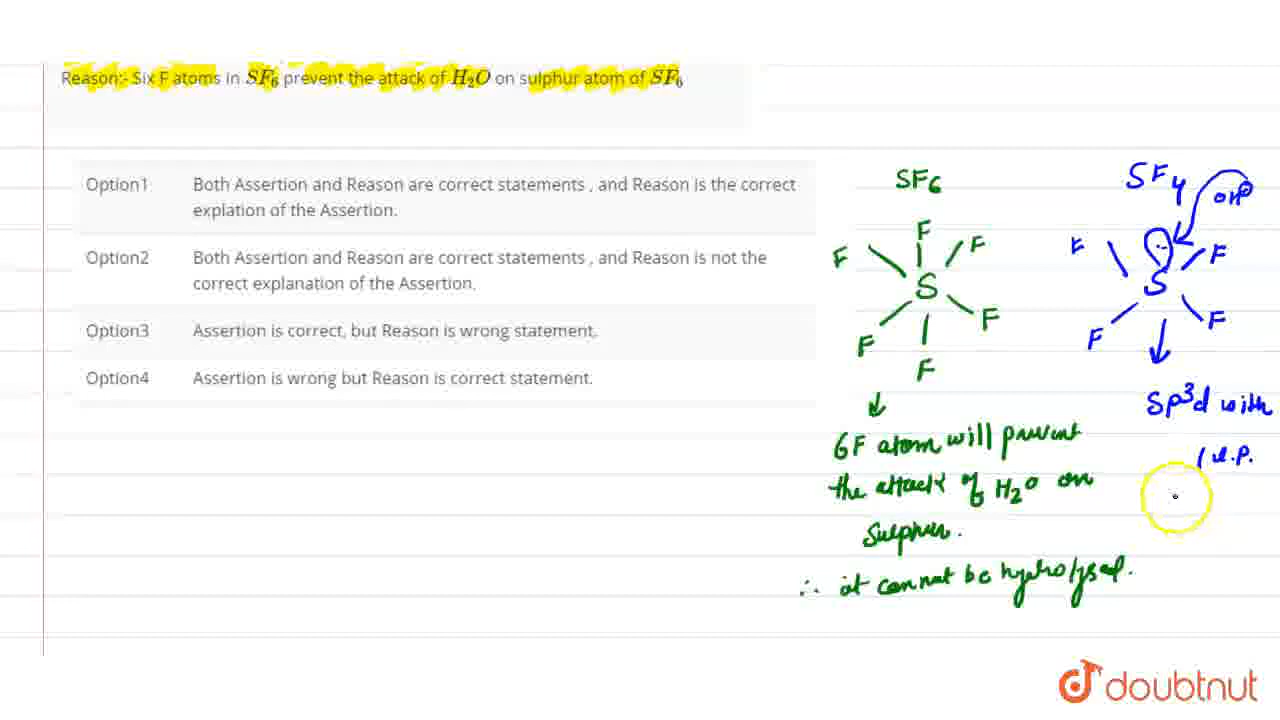 Reason:- Six F atoms in SF₆ prevent the attack of H₂O on sulphur atom of SF₆
Option1 Both Assertion and Reason are correct statements , and Reason is the correct
explation of the Assertion.
Option2 Both Assertion and Reason are correct statements , and Reason is not the
correct explanation of the Assertion.
Option3 Assertion is correct, but Reason is wrong statement.
Option4 Assertion is wrong but Reason is correct statement.
SF6
F
F F
S
F F
F
6F atom will prevent
the attack of H₂O on
Sulphur.
∴ it cannot be hydrolysed.
SF4
OH⊖
F F
S
F F
SP³d with
1 l.p.
doubtnut